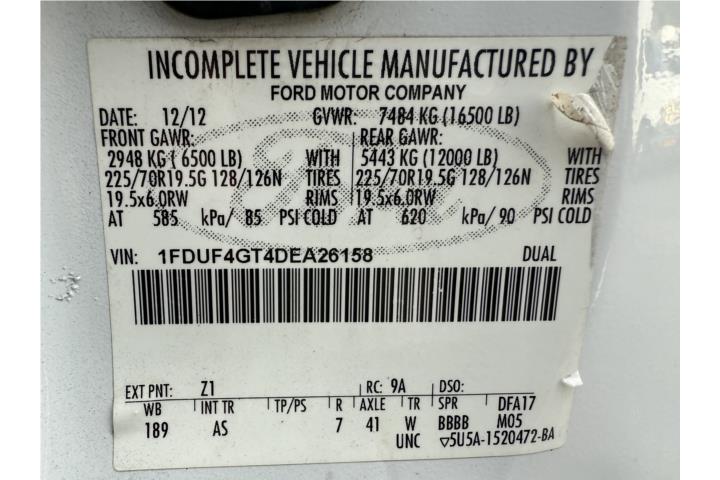 INCOMPLETE VEHICLE MANUFACTURED BY
FORD MOTOR COMPANY
DATE: 12/12 GVWR: 7484 KG (16500 LB)
FRONT GAWR: REAR GAWR:
2948 KG ( 6500 LB) WITH 5443 KG (12000 LB) WITH
225/70R19.5G 128/126N TIRES 225/70R19.5G 128/126N TIRES
19.5x6.0RW RIMS 19.5x6.0RW RIMS
AT 585 kPa/ 85 PSI COLD AT 620 kPa/ 90 PSI COLD
VIN: 1FDUF4GT4DEA26158 DUAL
EXT PNT: Z1 RC: 9A DSO:
WB INT TR TP/PS R AXLE TR SPR DFA17
189 AS 7 41 W BBBB M05
UNC ▽5U5A-1520472-BA